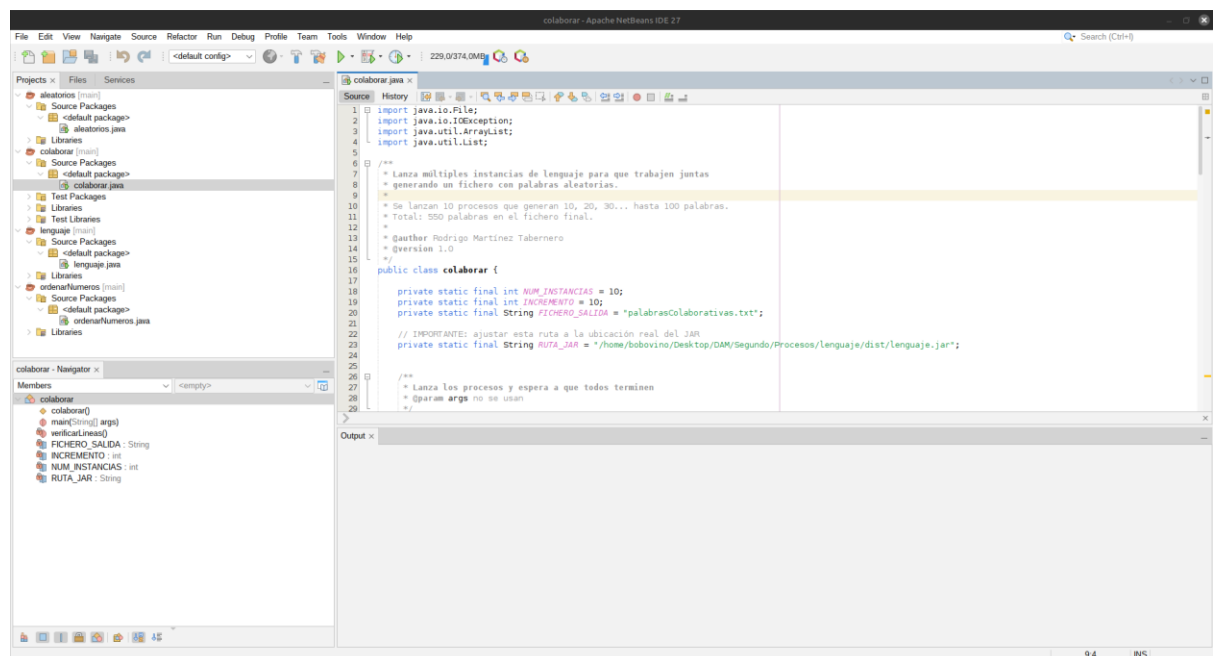 colaborar - Apache NetBeans IDE 27
File Edit View Navigate Source Refactor Run Debug Profile Team Tools Window Help
Search (Ctrl+I)
<default config>
229,0/374,0MB
Projects Files Services
aleatorios [main]
Source Packages
<default package>
aleatorios.java
Libraries
colaborar [main]
Source Packages
<default package>
colaborar.java
Test Packages
Libraries
Test Libraries
lenguaje [main]
Source Packages
<default package>
lenguaje.java
Libraries
ordenarNumeros [main]
Source Packages
<default package>
ordenarNumeros.java
Libraries
colaborar - Navigator
Members <empty>
colaborar
colaborar()
main(String[] args)
verificarLineas()
FICHERO_SALIDA : String
INCREMENTO : int
NUM_INSTANCIAS : int
RUTA_JAR : String
colaborar.java
Source History
1 import java.io.File;
2 import java.io.IOException;
3 import java.util.ArrayList;
4 import java.util.List;
5
6 /**
7 * Lanza múltiples instancias de lenguaje para que trabajen juntas
8 * generando un fichero con palabras aleatorias.
9 *
10 * Se lanzan 10 procesos que generan 10, 20, 30... hasta 100 palabras.
11 * Total: 550 palabras en el fichero final.
12 *
13 * @author Rodrigo Martínez Tabernero
14 * @version 1.0
15 */
16 public class colaborar {
17
18 private static final int NUM_INSTANCIAS = 10;
19 private static final int INCREMENTO = 10;
20 private static final String FICHERO_SALIDA = "palabrasColaborativas.txt";
21
22 // IMPORTANTE: ajustar esta ruta a la ubicación real del JAR
23 private static final String RUTA_JAR = "/home/bobovino/Desktop/DAM/Segundo/Procesos/lenguaje/dist/lenguaje.jar";
24
25
26 /**
27 * Lanza los procesos y espera a que todos terminen
28 * @param args no se usan
29 */
Output
9:4 INS